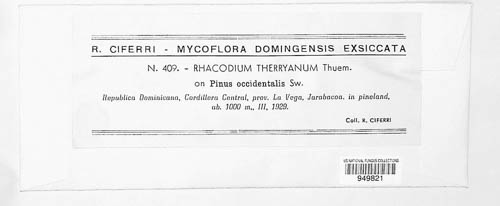 R. CIFERRI - MYCOFLORA DOMINGENSIS EXSICCATA
N. 409. - RHACODIUM THERRYANUM Thuem.
on Pinus occidentalis Sw.
Republica Dominicana, Cordillera Central, prov. La Vega, Jarabacoa, in pineland,
ab. 1000 m., III, 1929.
Coll. R. CIFERRI
US NATIONAL FUNGUS COLLECTIONS
949821